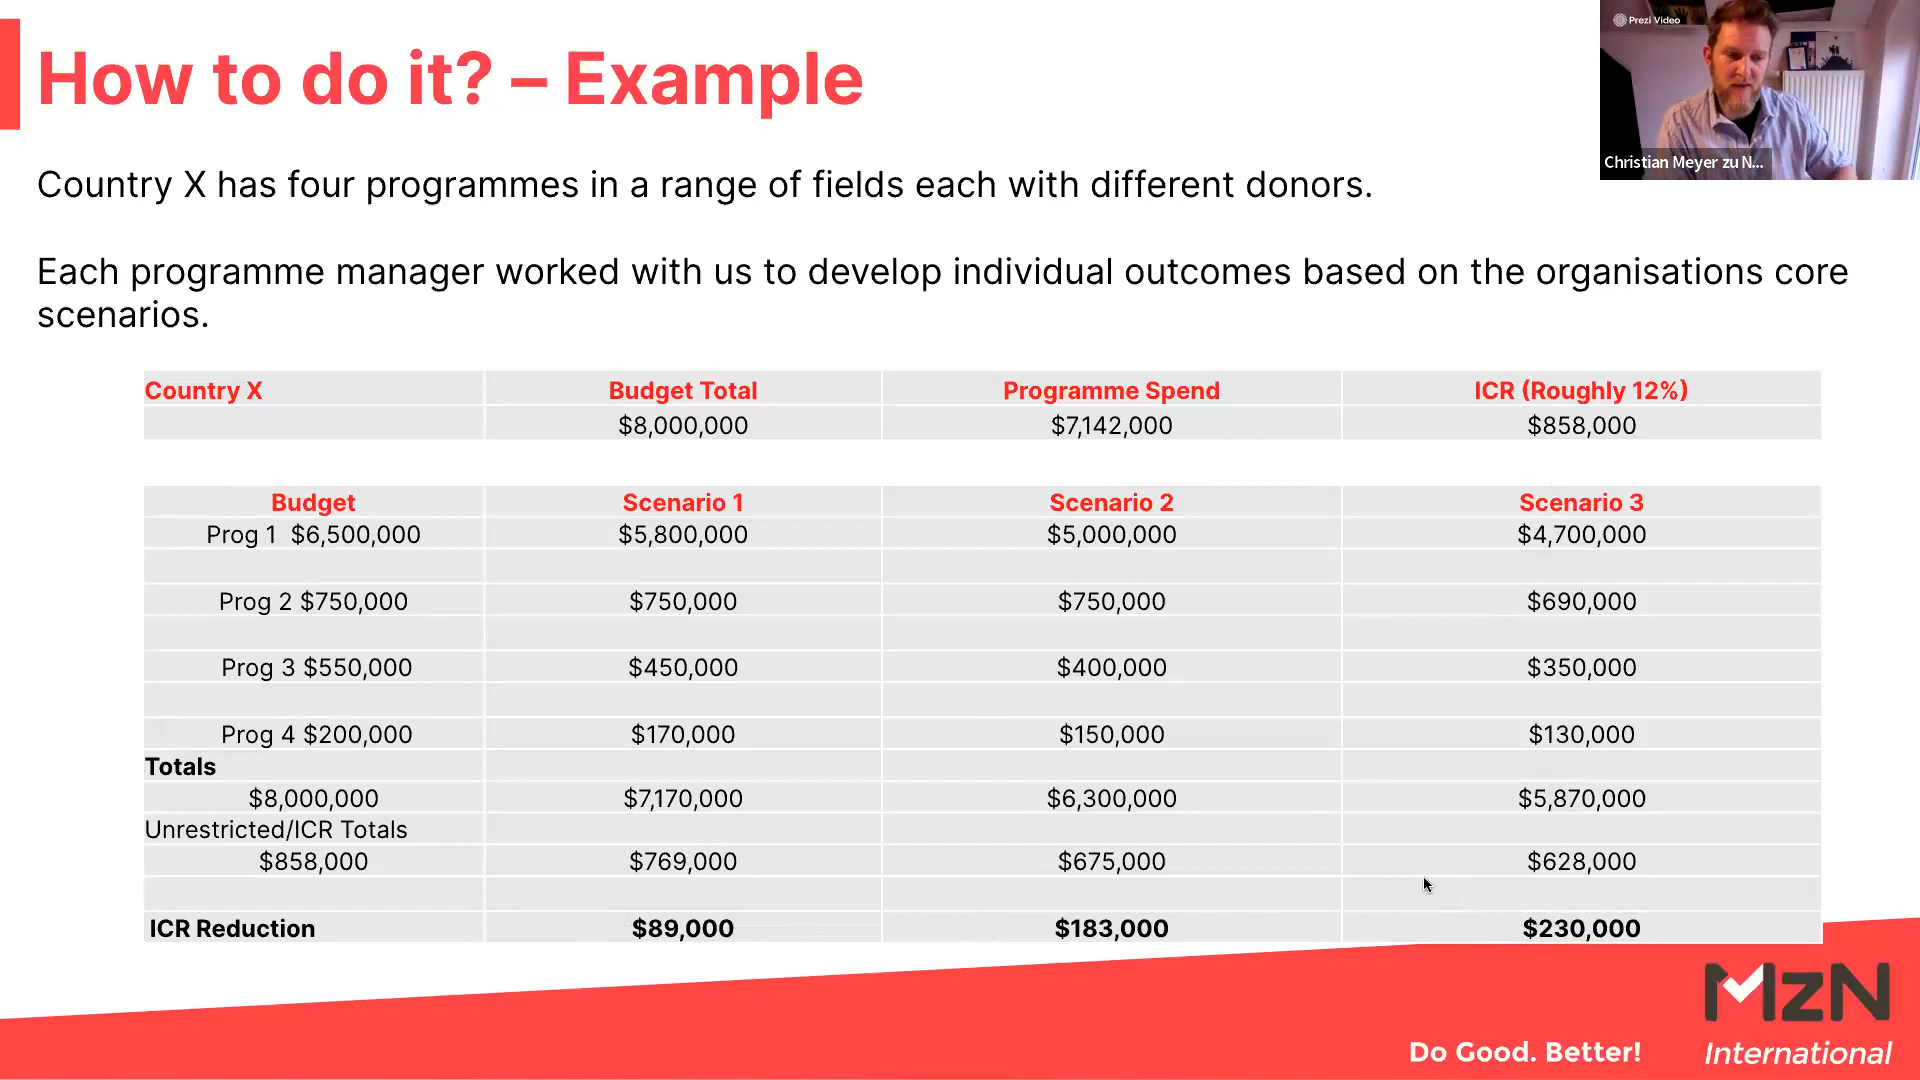 How to do it? – Example
Prezi Video
Christian Meyer zu N...
Country X has four programmes in a range of fields each with different donors.
Each programme manager worked with us to develop individual outcomes based on the organisations core
scenarios.
Country X Budget Total Programme Spend ICR (Roughly 12%)
$8,000,000 $7,142,000 $858,000
Budget Scenario 1 Scenario 2 Scenario 3
Prog 1 $6,500,000 $5,800,000 $5,000,000 $4,700,000
Prog 2 $750,000 $750,000 $750,000 $690,000
Prog 3 $550,000 $450,000 $400,000 $350,000
Prog 4 $200,000 $170,000 $150,000 $130,000
Totals
$8,000,000 $7,170,000 $6,300,000 $5,870,000
Unrestricted/ICR Totals
$858,000 $769,000 $675,000 $628,000
ICR Reduction $89,000 $183,000 $230,000
MzN
Do Good. Better! International